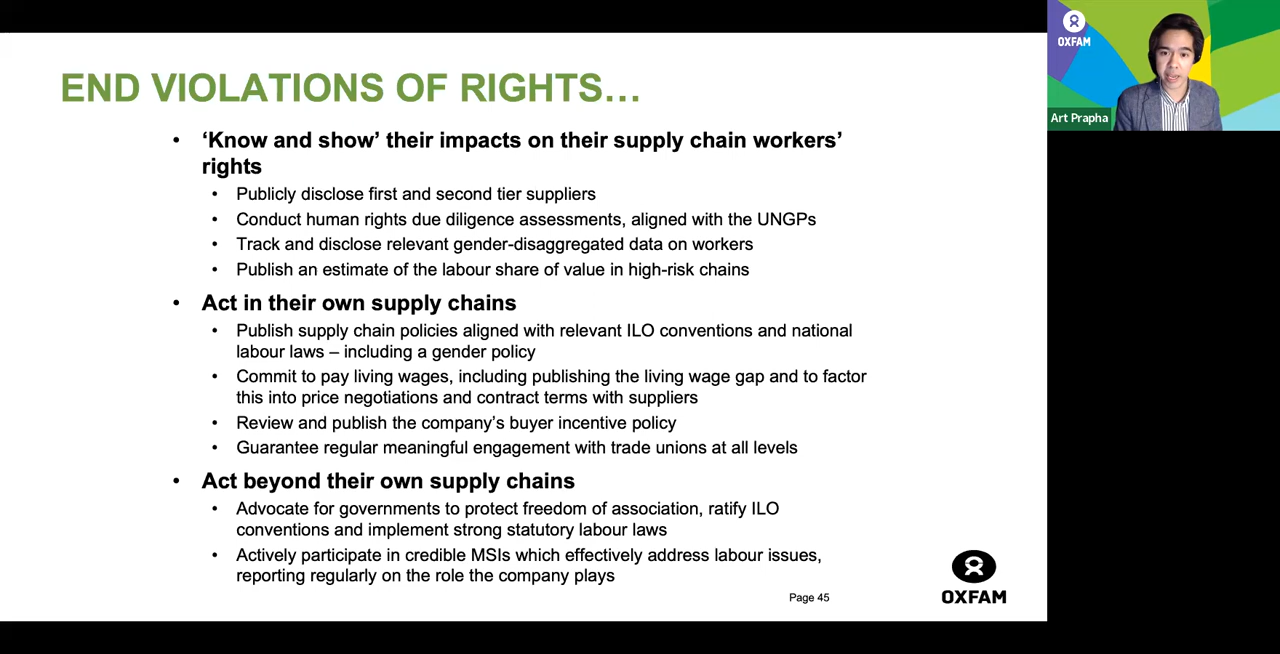 END VIOLATIONS OF RIGHTS…
• ‘Know and show’ their impacts on their supply chain workers’
rights
• Publicly disclose first and second tier suppliers
• Conduct human rights due diligence assessments, aligned with the UNGPs
• Track and disclose relevant gender-disaggregated data on workers
• Publish an estimate of the labour share of value in high-risk chains
• Act in their own supply chains
• Publish supply chain policies aligned with relevant ILO conventions and national
labour laws – including a gender policy
• Commit to pay living wages, including publishing the living wage gap and to factor
this into price negotiations and contract terms with suppliers
• Review and publish the company’s buyer incentive policy
• Guarantee regular meaningful engagement with trade unions at all levels
• Act beyond their own supply chains
• Advocate for governments to protect freedom of association, ratify ILO
conventions and implement strong statutory labour laws
• Actively participate in credible MSIs which effectively address labour issues,
reporting regularly on the role the company plays
Page 45
OXFAM
OXFAM
Art Prapha